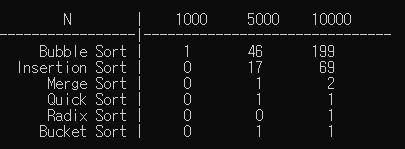 N | 1000 5000 10000
----------------|-----------------------------
Bubble Sort | 1 46 199
Insertion Sort | 0 17 69
Merge Sort | 0 1 2
Quick Sort | 0 1 1
Radix Sort | 0 0 1
Bucket Sort | 0 1 1